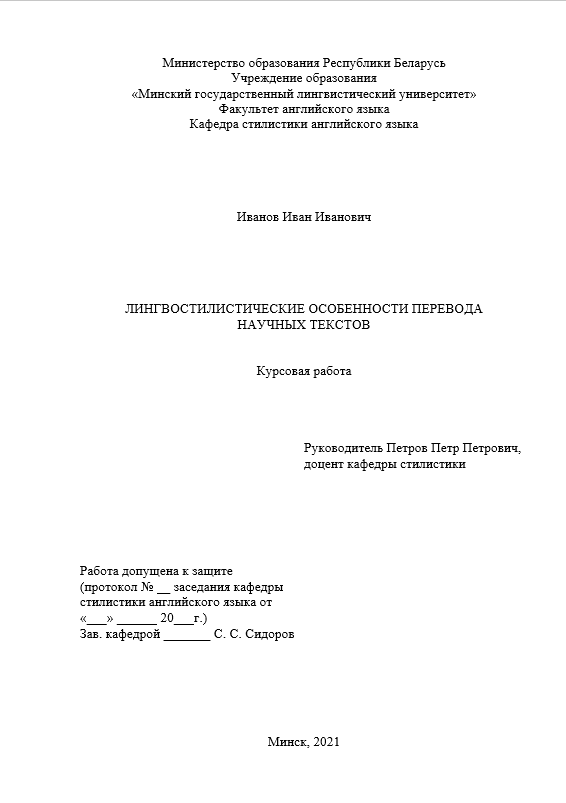 Министерство образования Республики Беларусь
Учреждение образования
«Минский государственный лингвистический университет»
Факультет английского языка
Кафедра стилистики английского языка
Иванов Иван Иванович
ЛИНГВОСТИЛИСТИЧЕСКИЕ ОСОБЕННОСТИ ПЕРЕВОДА
НАУЧНЫХ ТЕКСТОВ
Курсовая работа
Руководитель Петров Петр Петрович,
доцент кафедры стилистики
Работа допущена к защите
(протокол № __ заседания кафедры
стилистики английского языка от
«___» ______ 20___г.)
Зав. кафедрой _______ С. С. Сидоров
Минск, 2021